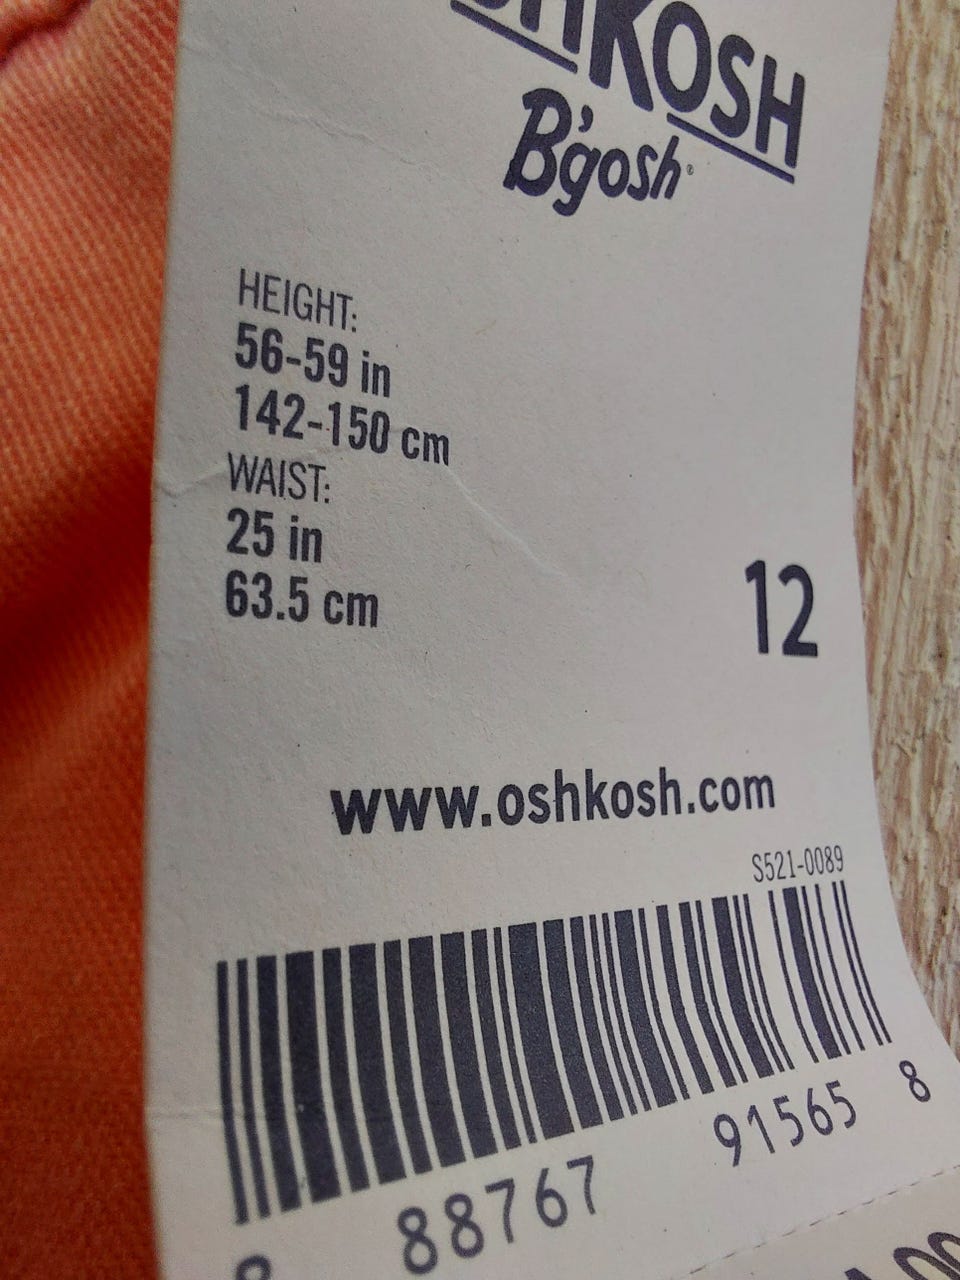 SHKOSH
B'gosh®
HEIGHT:
56-59 in
142-150 cm
WAIST:
25 in
63.5 cm
12
www.oshkosh.com
S521-0089
88767 91565 8